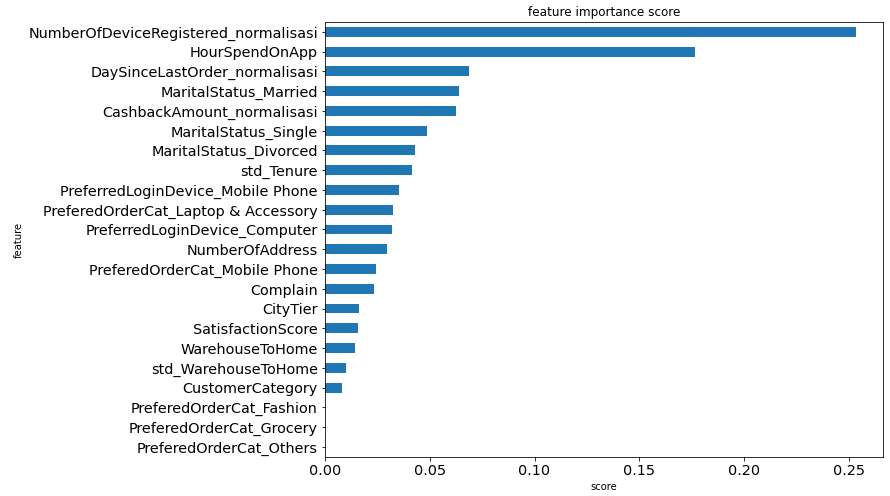 feature importance score
NumberOfDeviceRegistered_normalisasi
HourSpendOnApp
DaySinceLastOrder_normalisasi
MaritalStatus_Married
CashbackAmount_normalisasi
MaritalStatus_Single
MaritalStatus_Divorced
std_Tenure
PreferredLoginDevice_Mobile Phone
PreferedOrderCat_Laptop & Accessory
PreferredLoginDevice_Computer
NumberOfAddress
PreferedOrderCat_Mobile Phone
Complain
CityTier
SatisfactionScore
WarehouseToHome
std_WarehouseToHome
CustomerCategory
PreferedOrderCat_Fashion
PreferedOrderCat_Grocery
PreferedOrderCat_Others
feature
0.00 0.05 0.10 0.15 0.20 0.25
score